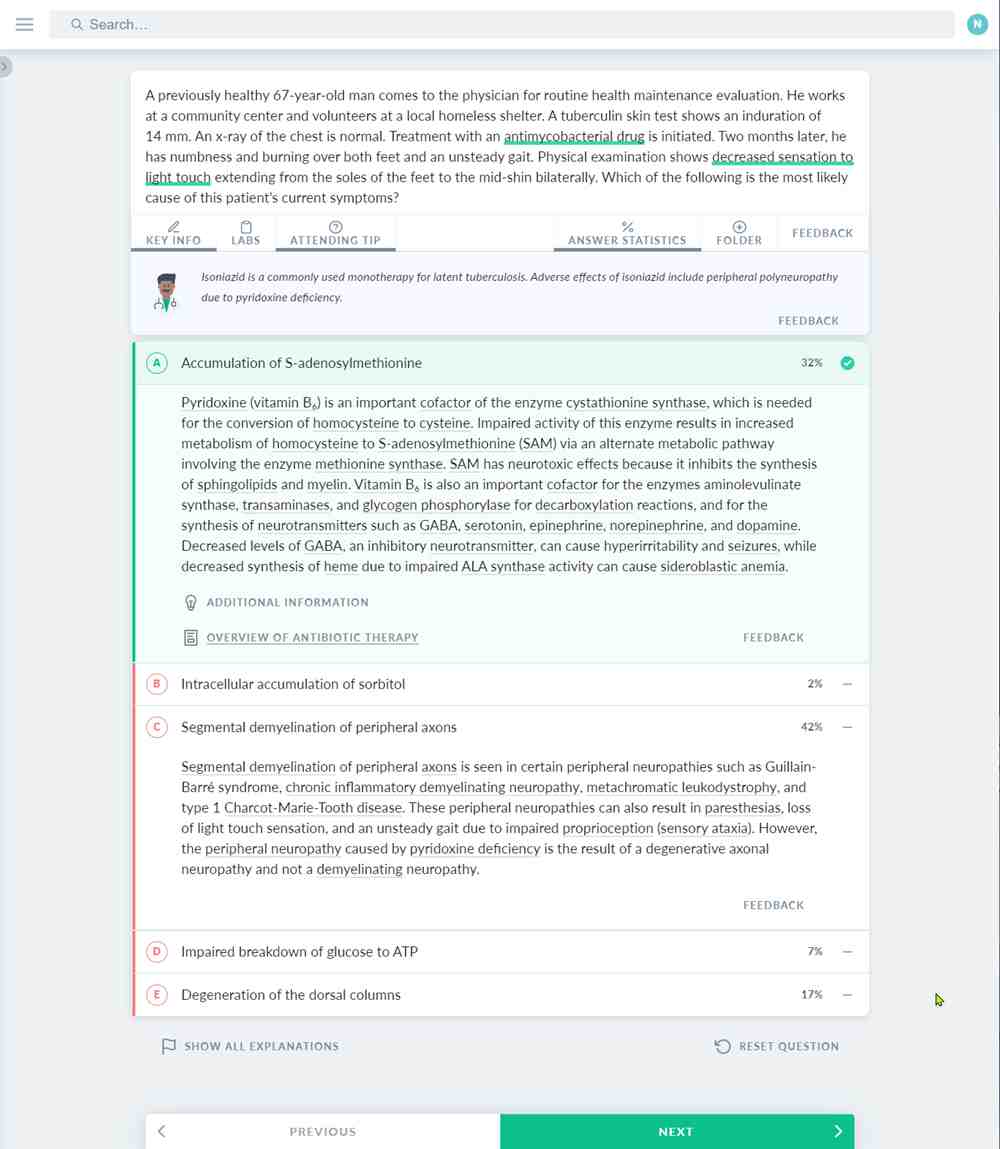 Search…
N
A previously healthy 67-year-old man comes to the physician for routine health maintenance evaluation. He works
at a community center and volunteers at a local homeless shelter. A tuberculin skin test shows an induration of
14 mm. An x-ray of the chest is normal. Treatment with an antimycobacterial drug is initiated. Two months later, he
has numbness and burning over both feet and an unsteady gait. Physical examination shows decreased sensation to
light touch extending from the soles of the feet to the mid-shin bilaterally. Which of the following is the most likely
cause of this patient's current symptoms?
KEY INFO LABS ATTENDING TIP ANSWER STATISTICS FOLDER FEEDBACK
Isoniazid is a commonly used monotherapy for latent tuberculosis. Adverse effects of isoniazid include peripheral polyneuropathy
due to pyridoxine deficiency.
FEEDBACK
A Accumulation of S-adenosylmethionine 32%
Pyridoxine (vitamin B₆) is an important cofactor of the enzyme cystathionine synthase, which is needed
for the conversion of homocysteine to cysteine. Impaired activity of this enzyme results in increased
metabolism of homocysteine to S-adenosylmethionine (SAM) via an alternate metabolic pathway
involving the enzyme methionine synthase. SAM has neurotoxic effects because it inhibits the synthesis
of sphingolipids and myelin. Vitamin B₆ is also an important cofactor for the enzymes aminolevulinate
synthase, transaminases, and glycogen phosphorylase for decarboxylation reactions, and for the
synthesis of neurotransmitters such as GABA, serotonin, epinephrine, norepinephrine, and dopamine.
Decreased levels of GABA, an inhibitory neurotransmitter, can cause hyperirritability and seizures, while
decreased synthesis of heme due to impaired ALA synthase activity can cause sideroblastic anemia.
ADDITIONAL INFORMATION
OVERVIEW OF ANTIBIOTIC THERAPY FEEDBACK
B Intracellular accumulation of sorbitol 2% –
C Segmental demyelination of peripheral axons 42% –
Segmental demyelination of peripheral axons is seen in certain peripheral neuropathies such as Guillain-
Barré syndrome, chronic inflammatory demyelinating neuropathy, metachromatic leukodystrophy, and
type 1 Charcot-Marie-Tooth disease. These peripheral neuropathies can also result in paresthesias, loss
of light touch sensation, and an unsteady gait due to impaired proprioception (sensory ataxia). However,
the peripheral neuropathy caused by pyridoxine deficiency is the result of a degenerative axonal
neuropathy and not a demyelinating neuropathy.
FEEDBACK
D Impaired breakdown of glucose to ATP 7% –
E Degeneration of the dorsal columns 17% –
SHOW ALL EXPLANATIONS RESET QUESTION
PREVIOUS NEXT